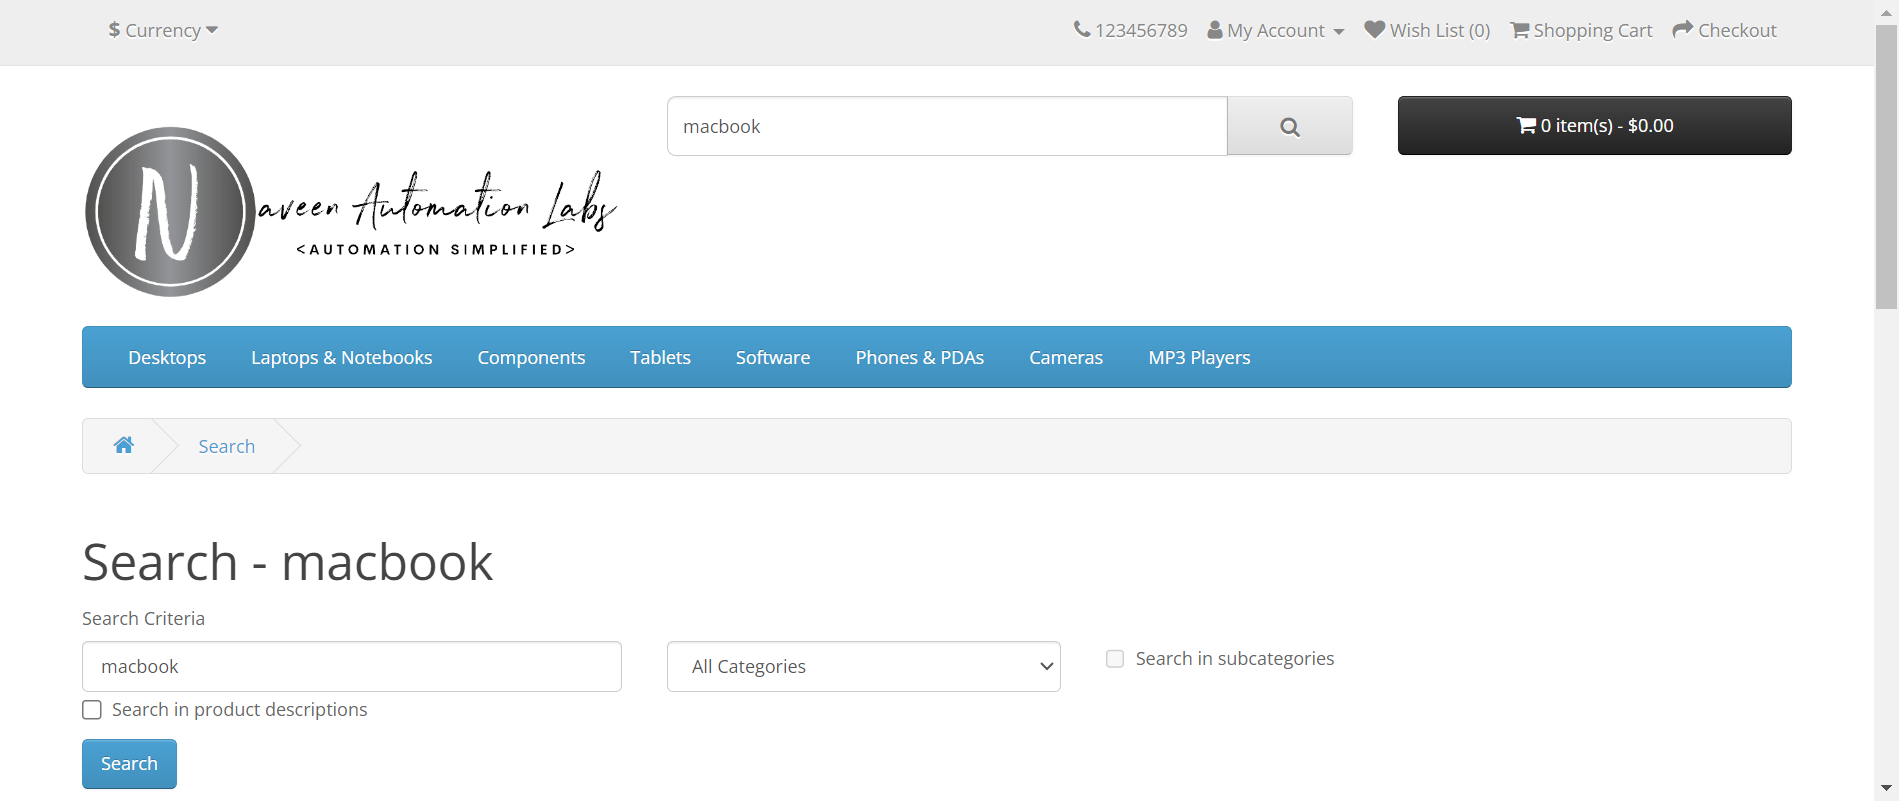 $ Currency
123456789 My Account Wish List (0) Shopping Cart Checkout
macbook
0 item(s) - $0.00
N aveen Automation Labs
<AUTOMATION SIMPLIFIED>
Desktops Laptops & Notebooks Components Tablets Software Phones & PDAs Cameras MP3 Players
Search
Search - macbook
Search Criteria
macbook
All Categories
Search in subcategories
Search in product descriptions
Search